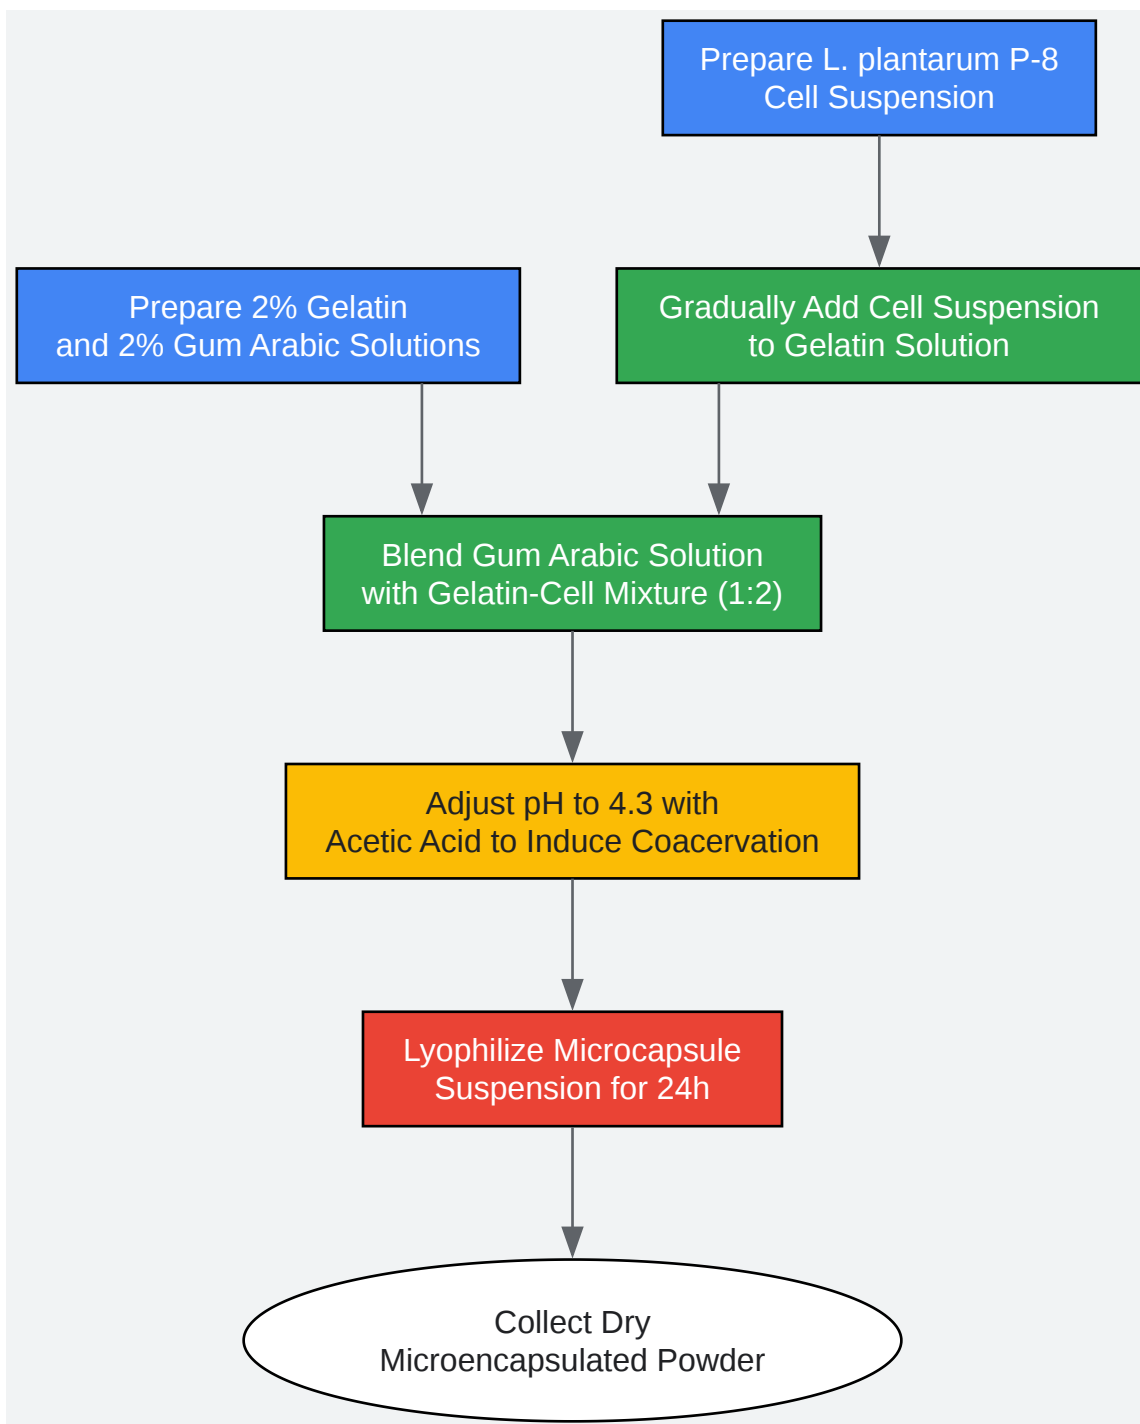 Prepare L. plantarum P-8
Cell Suspension
Prepare 2% Gelatin
and 2% Gum Arabic Solutions
Gradually Add Cell Suspension
to Gelatin Solution
Blend Gum Arabic Solution
with Gelatin-Cell Mixture (1:2)
Adjust pH to 4.3 with
Acetic Acid to Induce Coacervation
Lyophilize Microcapsule
Suspension for 24h
Collect Dry
Microencapsulated Powder